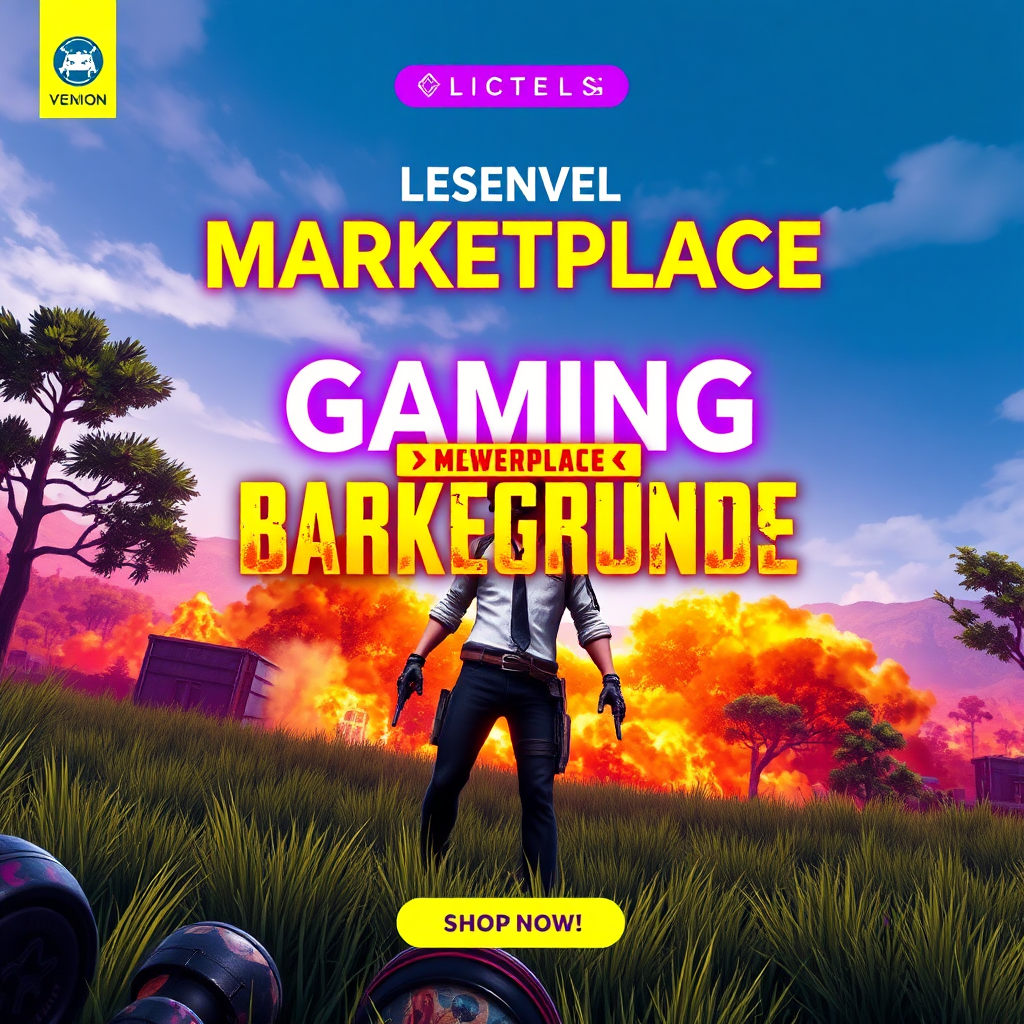 VENION
LICTELS
LESENVEL
MARKETPLACE
GAMING
MEWERPLACE
BARKEGRUNDE
SHOP NOW!